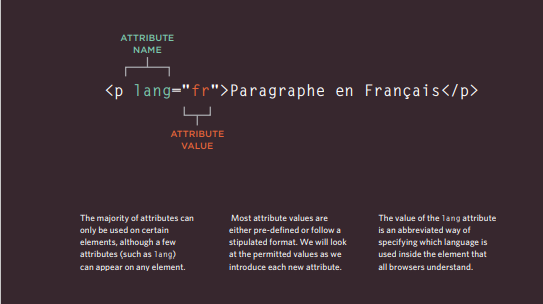 ATTRIBUTE
NAME
<p lang="fr">Paragraphe en Français</p>
ATTRIBUTE
VALUE
The majority of attributes can
only be used on certain
elements, although a few
attributes (such as lang)
can appear on any element.
Most attribute values are
either pre-defined or follow a
stipulated format. We will look
at the permitted values as we
introduce each new attribute.
The value of the lang attribute
is an abbreviated way of
specifying which language is
used inside the element that
all browsers understand.